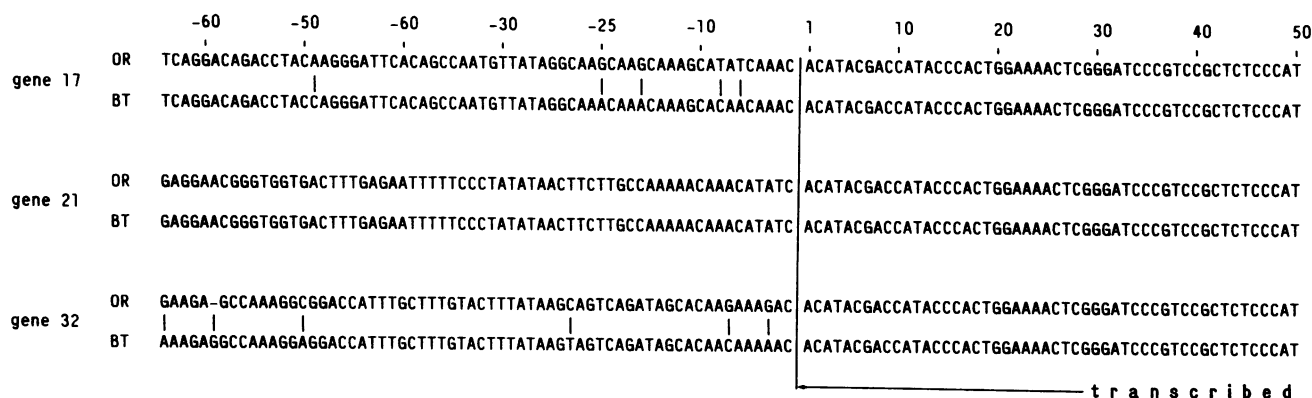 -60 -50 -60 -30 -25 -10 1 10 20 30 40 50
OR TCAGGACAGACCTACAAGGGATTCACAGCCAATGTTATAGGCAAGCAAGCAAAGCATATCAAAC ACATACGACCATACCCACTGGAAAACTCGGGATCCCGTCCGCTCTCCCAT
gene 17
BT TCAGGACAGACCTACCAGGGATTCACAGCCAATGTTATAGGCAAACAAACAAAGCACAACAAAC ACATACGACCATACCCACTGGAAAACTCGGGATCCCGTCCGCTCTCCCAT
OR GAGGAACGGGTGGTGACTTTGAGAATTTTTCCCTATATAACTTCTTGCCAAAAACAAACATATC ACATACGACCATACCCACTGGAAAACTCGGGATCCCGTCCGCTCTCCCAT
gene 21
BT GAGGAACGGGTGGTGACTTTGAGAATTTTTCCCTATATAACTTCTTGCCAAAAACAAACATATC ACATACGACCATACCCACTGGAAAACTCGGGATCCCGTCCGCTCTCCCAT
OR GAAGA-GCCAAAGGCGGACCATTTGCTTTGTACTTTATAAGCAGTCAGATAGCACAAGAAAGAC ACATACGACCATACCCACTGGAAAACTCGGGATCCCGTCCGCTCTCCCAT
gene 32
BT AAAGAGGCCAAAGGAGGACCATTTGCTTTGTACTTTATAAGTAGTCAGATAGCACAACAAAAAC ACATACGACCATACCCACTGGAAAACTCGGGATCCCGTCCGCTCTCCCAT
transcribed